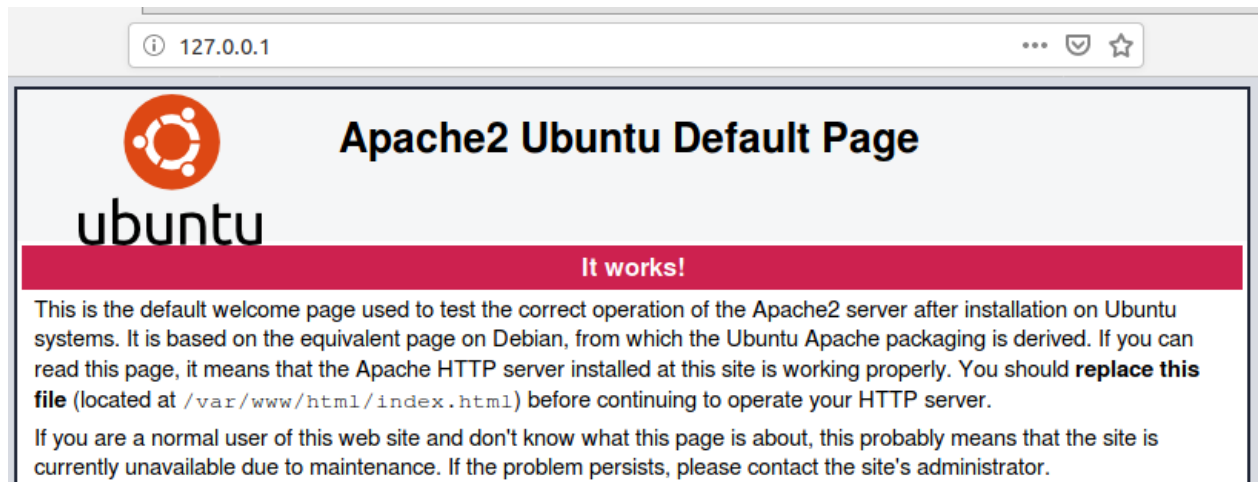 127.0.0.1
Apache2 Ubuntu Default Page
ubuntu
It works!
This is the default welcome page used to test the correct operation of the Apache2 server after installation on Ubuntu
systems. It is based on the equivalent page on Debian, from which the Ubuntu Apache packaging is derived. If you can
read this page, it means that the Apache HTTP server installed at this site is working properly. You should replace this
file (located at /var/www/html/index.html) before continuing to operate your HTTP server.
If you are a normal user of this web site and don't know what this page is about, this probably means that the site is
currently unavailable due to maintenance. If the problem persists, please contact the site's administrator.